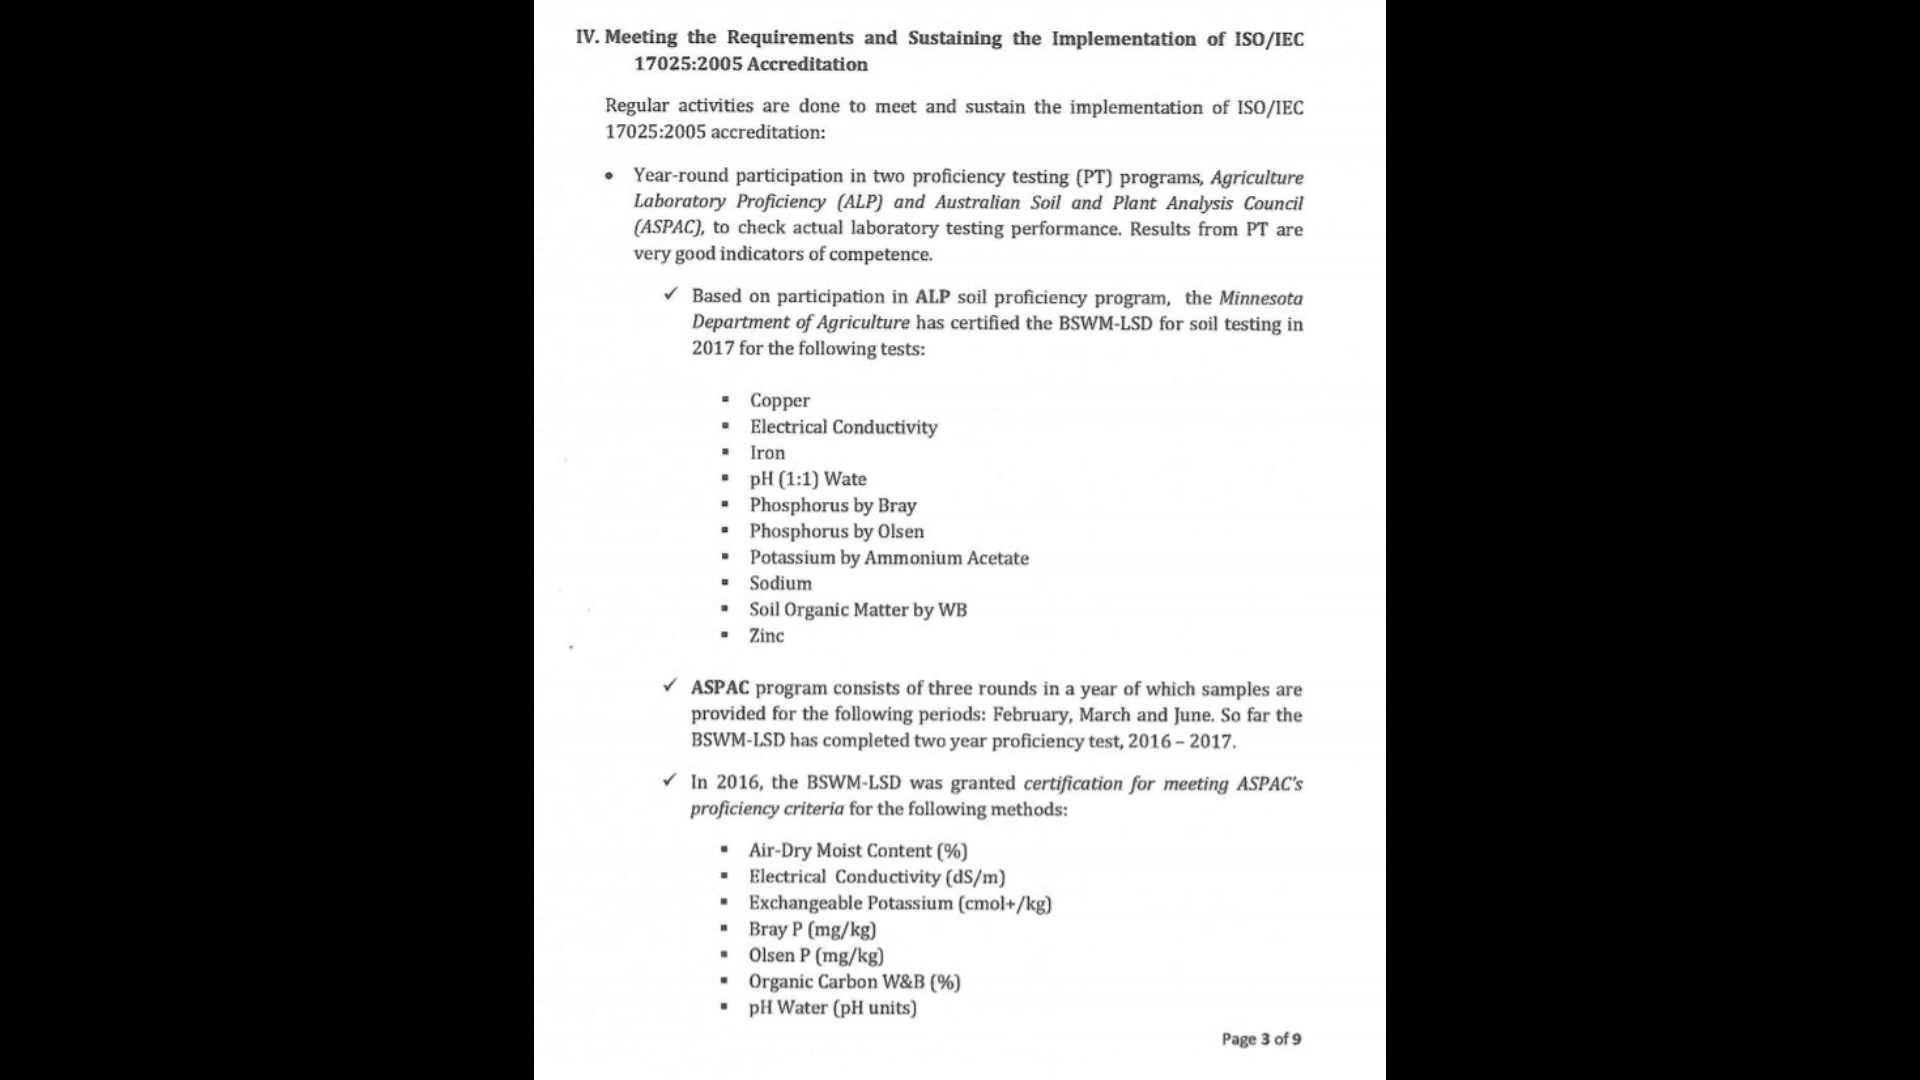 IV. Meeting the Requirements and Sustaining the Implementation of ISO/IEC
17025:2005 Accreditation
Regular activities are done to meet and sustain the implementation of ISO/IEC
17025:2005 accreditation:
• Year-round participation in two proficiency testing (PT) programs, Agriculture
Laboratory Proficiency (ALP) and Australian Soil and Plant Analysis Council
(ASPAC), to check actual laboratory testing performance. Results from PT are
very good indicators of competence.
✓ Based on participation in ALP soil proficiency program, the Minnesota
Department of Agriculture has certified the BSWM-LSD for soil testing in
2017 for the following tests:
▪ Copper
▪ Electrical Conductivity
▪ Iron
▪ pH (1:1) Wate
▪ Phosphorus by Bray
▪ Phosphorus by Olsen
▪ Potassium by Ammonium Acetate
▪ Sodium
▪ Soil Organic Matter by WB
▪ Zinc
✓ ASPAC program consists of three rounds in a year of which samples are
provided for the following periods: February, March and June. So far the
BSWM-LSD has completed two year proficiency test, 2016 – 2017.
✓ In 2016, the BSWM-LSD was granted certification for meeting ASPAC's
proficiency criteria for the following methods:
▪ Air-Dry Moist Content (%)
▪ Electrical Conductivity (dS/m)
▪ Exchangeable Potassium (cmol+/kg)
▪ Bray P (mg/kg)
▪ Olsen P (mg/kg)
▪ Organic Carbon W&B (%)
▪ pH Water (pH units)
Page 3 of 9